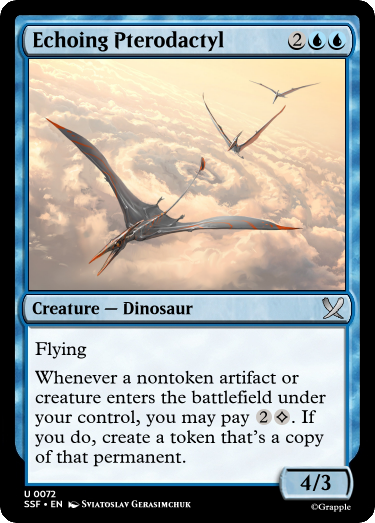 Echoing Pterodactyl 2
Creature — Dinosaur
Flying
Whenever a nontoken artifact or
creature enters the battlefield under
your control, you may pay 2. If
you do, create a token that's a copy
of that permanent.
4/3
U 0072
SSF • EN Sviatoslav Gerasimchuk
©Grapple